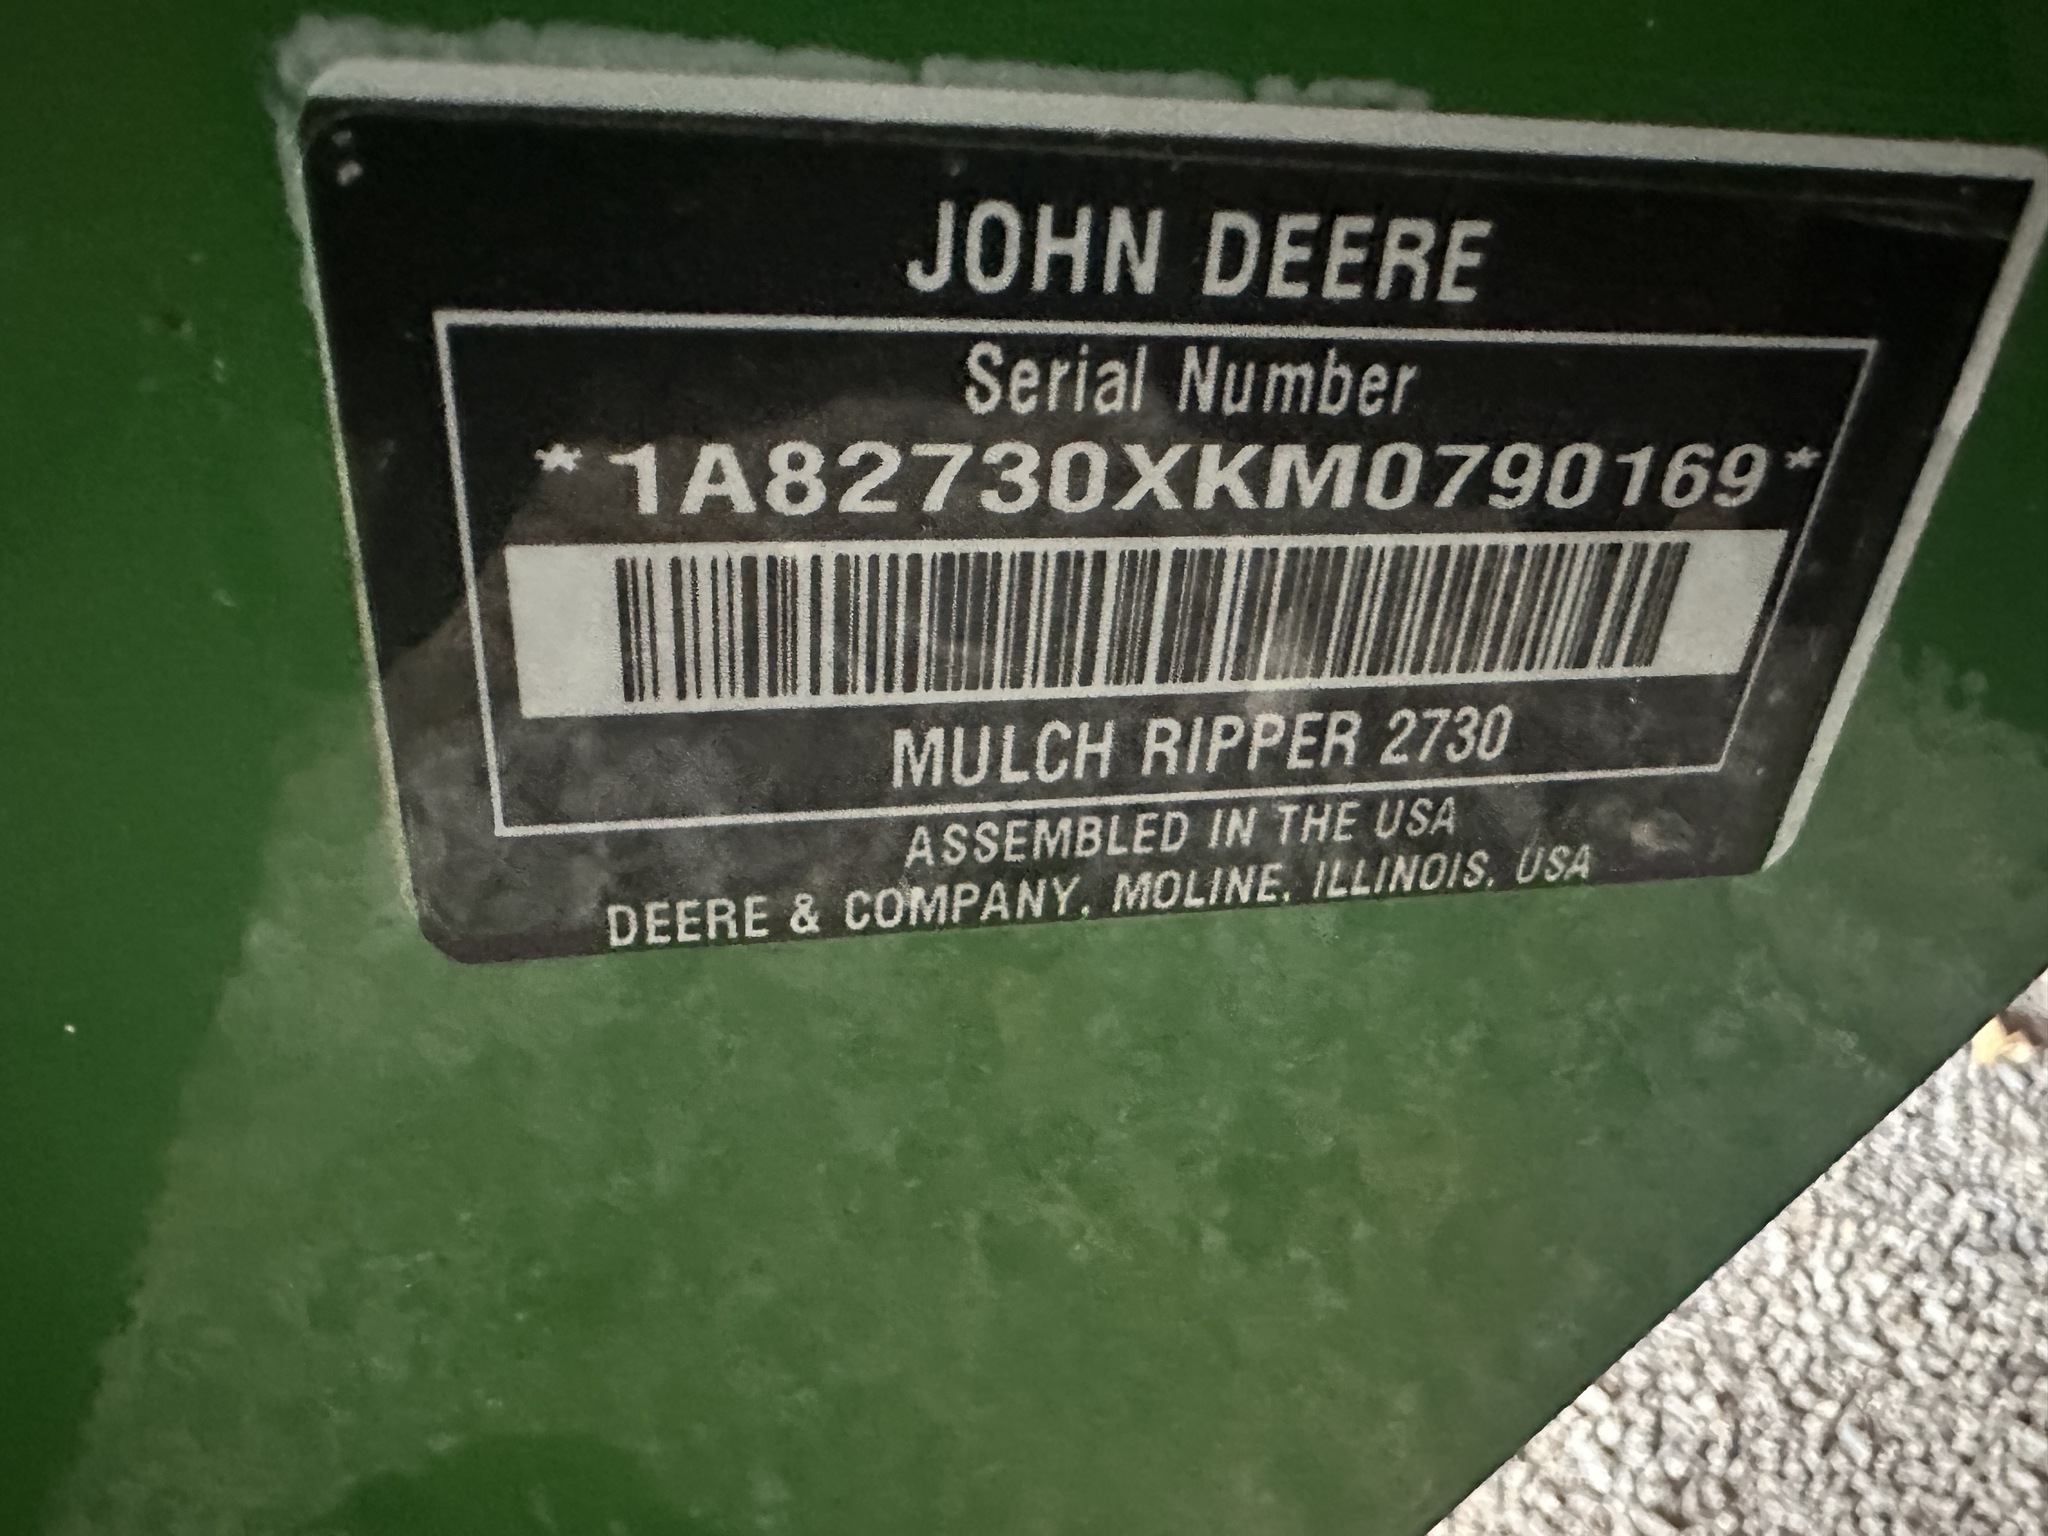 JOHN DEERE
Serial Number
*1A82730XKM0790169*
MULCH RIPPER 2730
ASSEMBLED IN THE USA
DEERE & COMPANY, MOLINE, ILLINOIS, USA